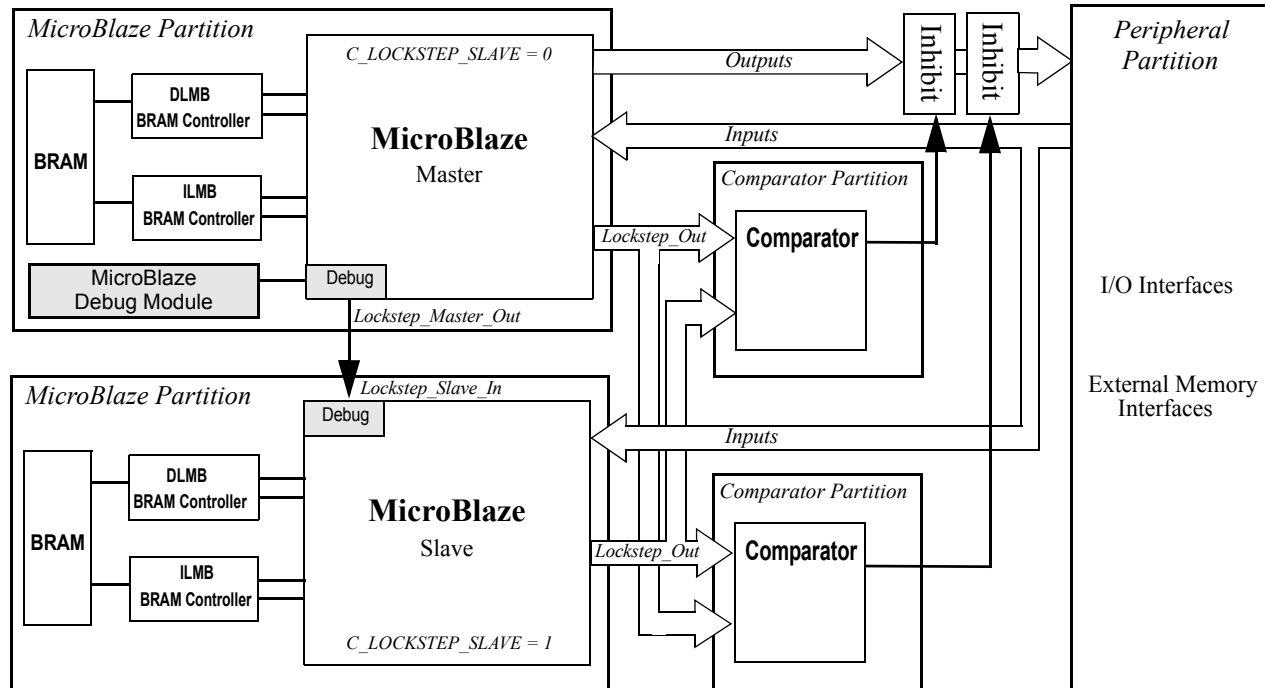 MicroBlaze Partition
C_LOCKSTEP_SLAVE = 0
BRAM
DLMB
BRAM Controller
ILMB
BRAM Controller
MicroBlaze
Master
MicroBlaze
Debug Module
Debug
Outputs
Inhibit
Inhibit
Inputs
Lockstep_Out
Comparator Partition
Comparator
Peripheral
Partition
I/O Interfaces
External Memory
Interfaces
Lockstep_Master_Out
Lockstep_Slave_In
MicroBlaze Partition
Debug
BRAM
DLMB
BRAM Controller
ILMB
BRAM Controller
MicroBlaze
Slave
C_LOCKSTEP_SLAVE = 1
Inputs
Lockstep_Out
Comparator Partition
Comparator